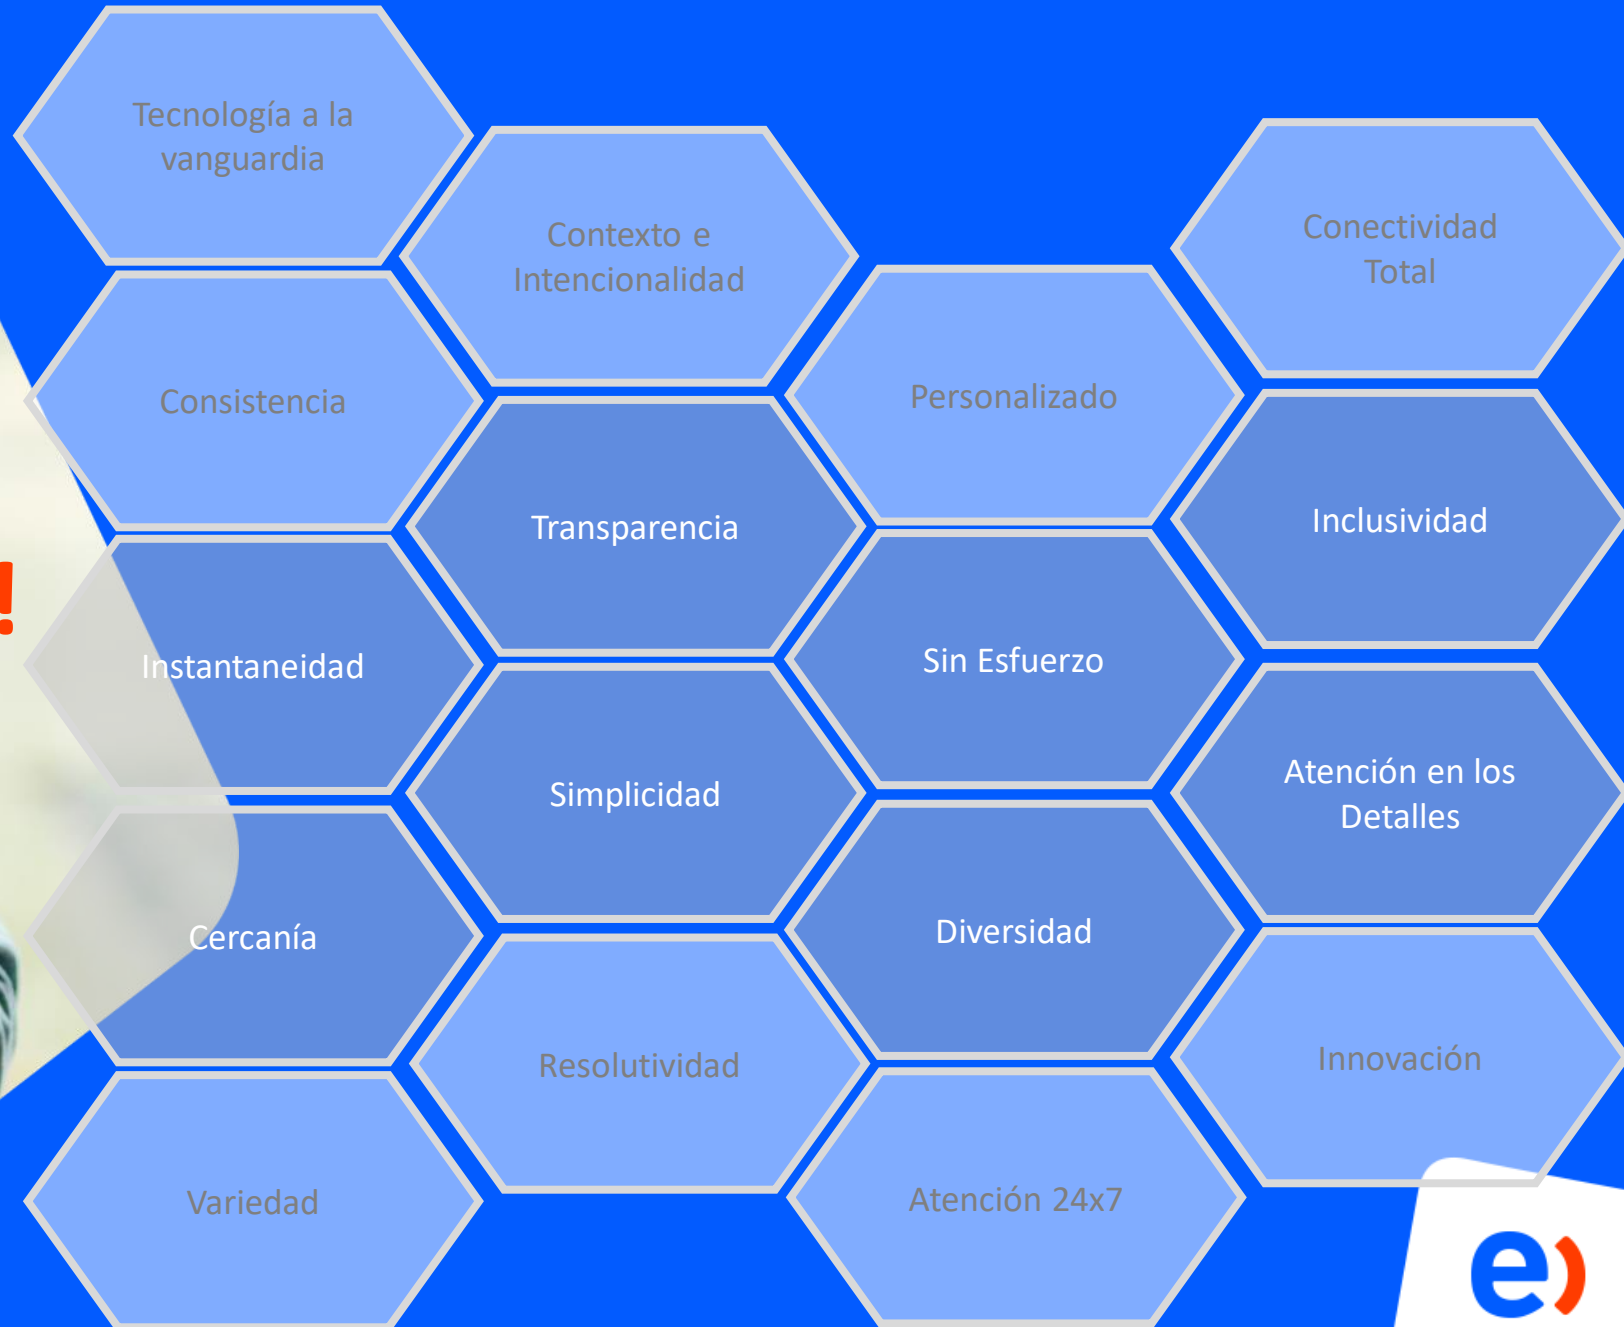 Tecnología a la
vanguardia
Contexto e
Intencionalidad
Conectividad
Total
Consistencia
Personalizado
Transparencia
Inclusividad
!
Instantaneidad
Sin Esfuerzo
Simplicidad
Atención en los
Detalles
Cercanía
Diversidad
Resolutividad
Innovación
Variedad
Atención 24x7
e)